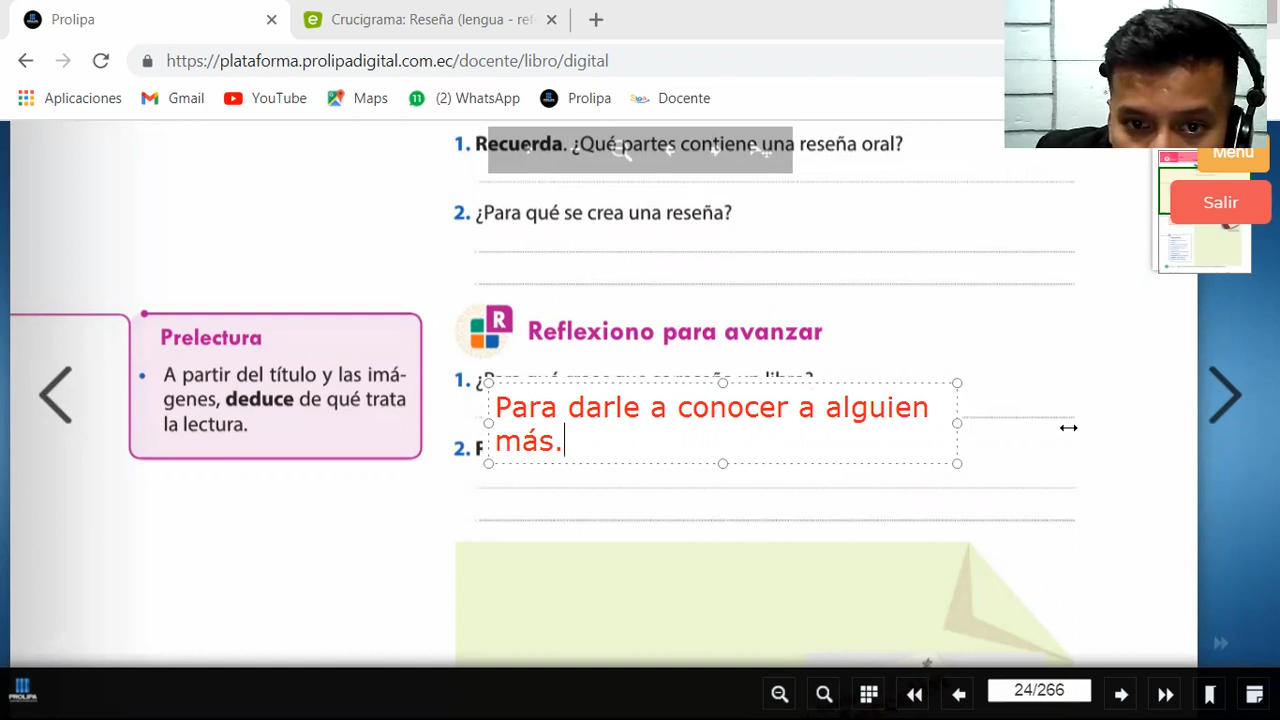 Prolipa
Crucigrama: Reseña (lengua - ref
https://plataforma.prolipadigital.com.ec/docente/libro/digital
Aplicaciones
Gmail
YouTube
Maps
11
(2) WhatsApp
Prolipa
Docente
Menú
Salir
1. Recuerda. ¿Qué partes contiene una reseña oral?
2. ¿Para qué se crea una reseña?
R
Reflexiono para avanzar
Prelectura
• A partir del título y las imá-
genes, deduce de qué trata
la lectura.
1.
Para darle a conocer a alguien
más.
2.
PROLIPA
24/266